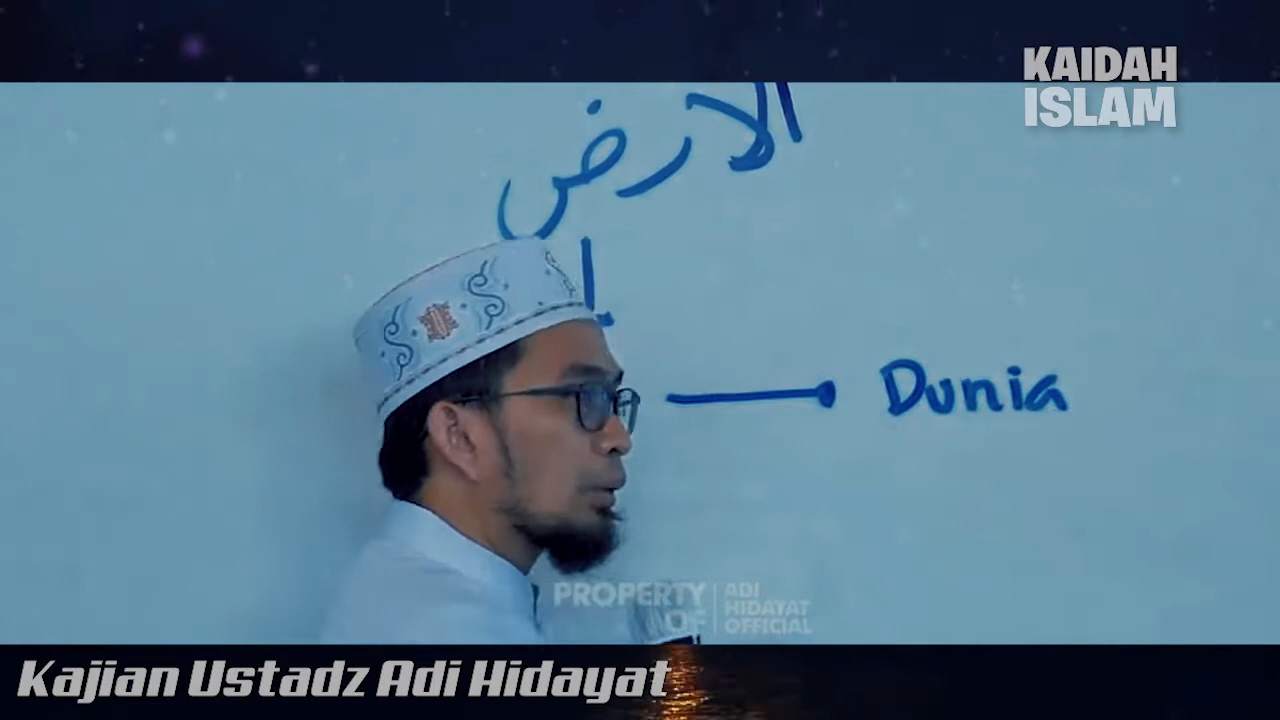 KAIDAH
ISLAM
الارض
Dunia
PROPERTY OF
ADI
HIDAYAT
OFFICIAL
Kajian Ustadz Adi Hidayat